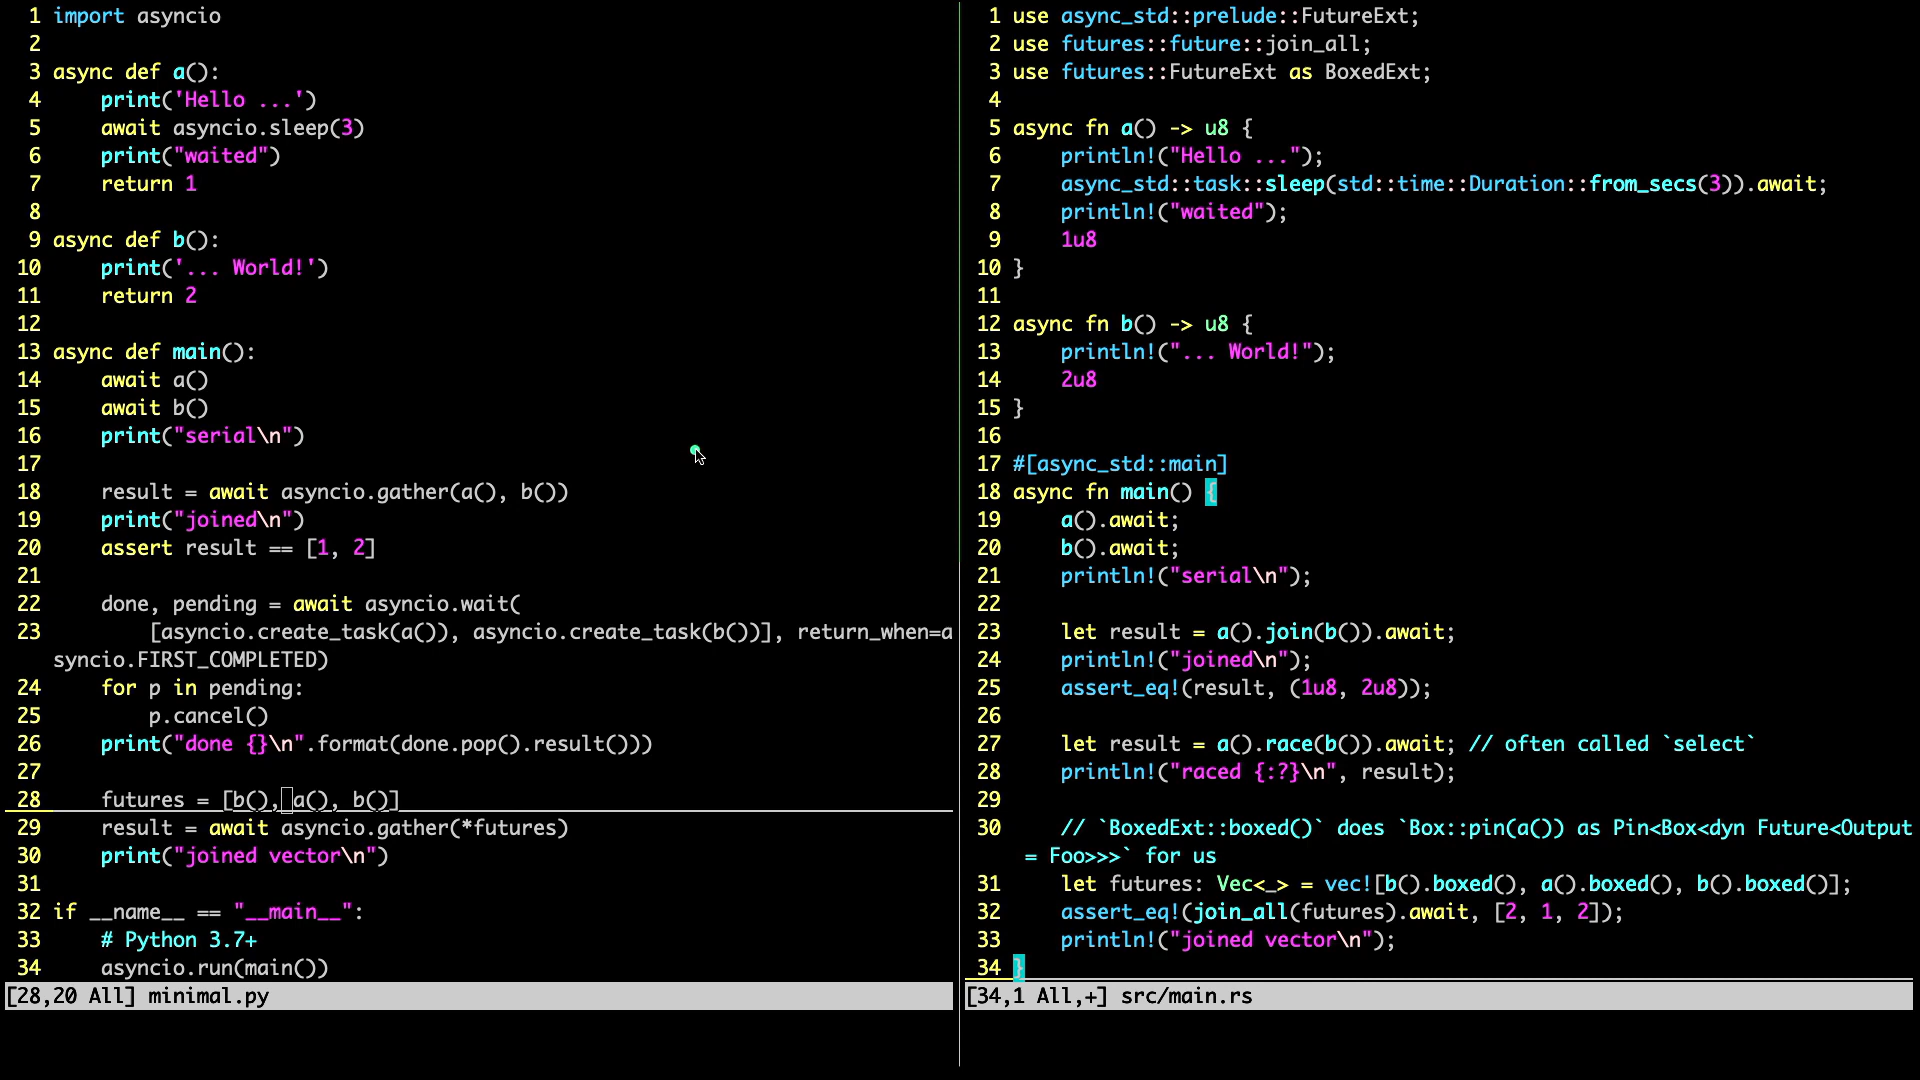 1 import asyncio
2
3 async def a():
4     print('Hello ...')
5     await asyncio.sleep(3)
6     print("waited")
7     return 1
8
9 async def b():
10     print('... World!')
11     return 2
12
13 async def main():
14     await a()
15     await b()
16     print("serial\n")
17
18     result = await asyncio.gather(a(), b())
19     print("joined\n")
20     assert result == [1, 2]
21
22     done, pending = await asyncio.wait(
23         [asyncio.create_task(a()), asyncio.create_task(b())], return_when=a
syncio.FIRST_COMPLETED)
24     for p in pending:
25         p.cancel()
26     print("done {}\n".format(done.pop().result()))
27
28     futures = [b(), a(), b()]
29     result = await asyncio.gather(*futures)
30     print("joined vector\n")
31
32 if __name__ == "__main__":
33     # Python 3.7+
34     asyncio.run(main())
[28,20 All] minimal.py
1 use async_std::prelude::FutureExt;
2 use futures::future::join_all;
3 use futures::FutureExt as BoxedExt;
4
5 async fn a() -> u8 {
6     println!("Hello ...");
7     async_std::task::sleep(std::time::Duration::from_secs(3)).await;
8     println!("waited");
9     1u8
10 }
11
12 async fn b() -> u8 {
13     println!("... World!");
14     2u8
15 }
16
17 #[async_std::main]
18 async fn main() {
19     a().await;
20     b().await;
21     println!("serial\n");
22
23     let result = a().join(b()).await;
24     println!("joined\n");
25     assert_eq!(result, (1u8, 2u8));
26
27     let result = a().race(b()).await; // often called `select`
28     println!("raced {:?}\n", result);
29
30     // `BoxedExt::boxed()` does `Box::pin(a()) as Pin<Box<dyn Future<Output
= Foo>>>` for us
31     let futures: Vec<_> = vec![b().boxed(), a().boxed(), b().boxed()];
32     assert_eq!(join_all(futures).await, [2, 1, 2]);
33     println!("joined vector\n");
34 }
[34,1 All,+] src/main.rs